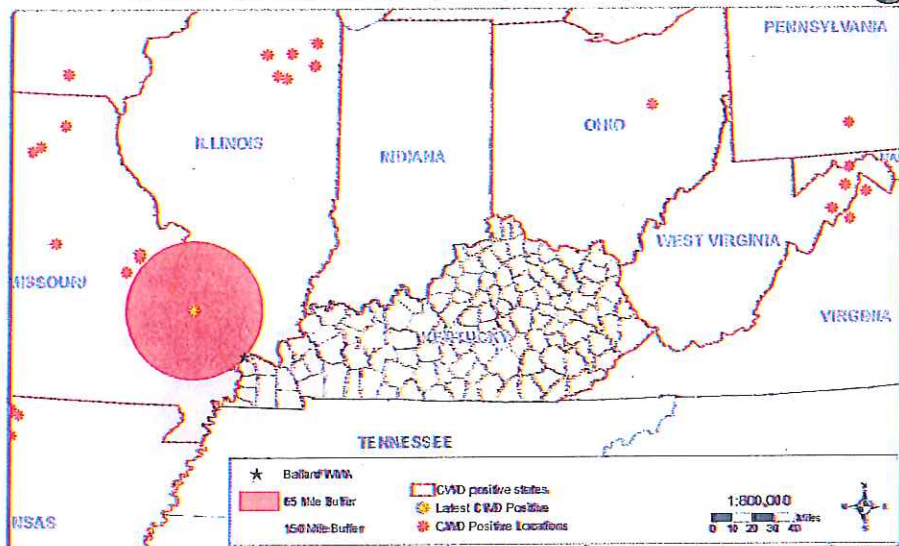 PENNSYLVANIA
ILLINOIS
INDIANA
OHIO
WEST VIRGINIA
MISSOURI
KENTUCKY
VIRGINIA
TENNESSEE
NSAS
Ballard WMA
65 Mile Buffer
150 Mile Buffer
CWD positive states
Latest CWD Positive
CWD Positive Locations
1:800,000
0 10 20 30 40 Miles